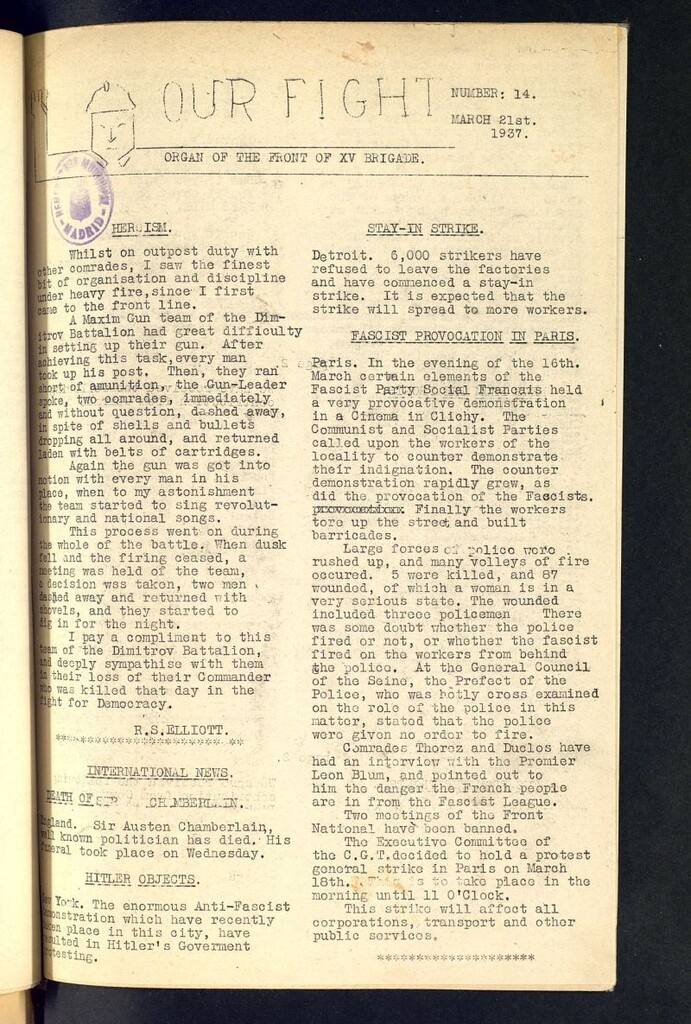 OUR FIGHT
NUMBER: 14.
MARCH 21st.
1937.
ORGAN OF THE FRONT OF XV BRIGADE.
MADRID
HEROISM.
Whilst on outpost duty with
other comrades, I saw the finest
bit of organisation and discipline
under heavy fire,since I first
came to the front line.
A Maxim Gun team of the Dim-
itrov Battalion had great difficulty
in setting up their gun. After
achieving this task,every man
took up his post. Then, they ran
short of amunition, the Gun-Leader
spoke, two comrades, immediately
and without question, dashed away,
in spite of shells and bullets
dropping all around, and returned
laden with belts of cartridges.
Again the gun was got into
motion with every man in his
place, when to my astonishment
the team started to sing revolut-
ionary and national songs.
This process went on during
the whole of the battle. When dusk
fell and the firing ceased, a
meeting was held of the team,
a decision was taken, two men
dashed away and returned with
shovels, and they started to
dig in for the night.
I pay a compliment to this
team of the Dimitrov Battalion,
and deeply sympathise with them
in their loss of their Commander
who was killed that day in the
fight for Democracy.
R.S.ELLIOTT.
********************
INTERNATIONAL NEWS.
DEATH OF SIR CHAMBERLAIN.
England. Sir Austen Chamberlain,
well known politician has died. His
funeral took place on Wednesday.
HITLER OBJECTS.
New York. The enormous Anti-Fascist
demonstration which have recently
taken place in this city, have
resulted in Hitler's Goverment
protesting.
STAY-IN STRIKE.
Detroit. 6,000 strikers have
refused to leave the factories
and have commenced a stay-in
strike. It is expected that the
strike will spread to more workers.
FASCIST PROVOCATION IN PARIS.
Paris. In the evening of the 16th.
March certain elements of the
Fascist Party Social Francais held
a very provocative demonstration
in a Cinema in Clichy. The
Communist and Socialist Parties
called upon the workers of the
locality to counter demonstrate
their indignation. The counter
demonstration rapidly grew, as
did the provocation of the Fascists.
Finally the workers
tore up the street and built
barricades.
Large forces of police were
rushed up, and many volleys of fire
occured. 5 were killed, and 87
wounded, of which a woman is in a
very serious state. The wounded
included threee policemen There
was some doubt whether the police
fired or not, or whether the fascist
fired on the workers from behind
the police. At the General Council
of the Seine, the Prefect of the
Police, who was hotly cross examined
on the role of the police in this
matter, stated that the police
were given no order to fire.
Comrades Thorez and Duclos have
had an interview with the Premier
Leon Blum, and pointed out to
him the danger the French people
are in from the Fascist League.
Two meetings of the Front
National have been banned.
The Executive Committee of
the C.G.T.decided to hold a protest
general strike in Paris on March
18th. This is to take place in the
morning until 11 O'Clock.
This strike will affect all
corporations, transport and other
public services.
*******************